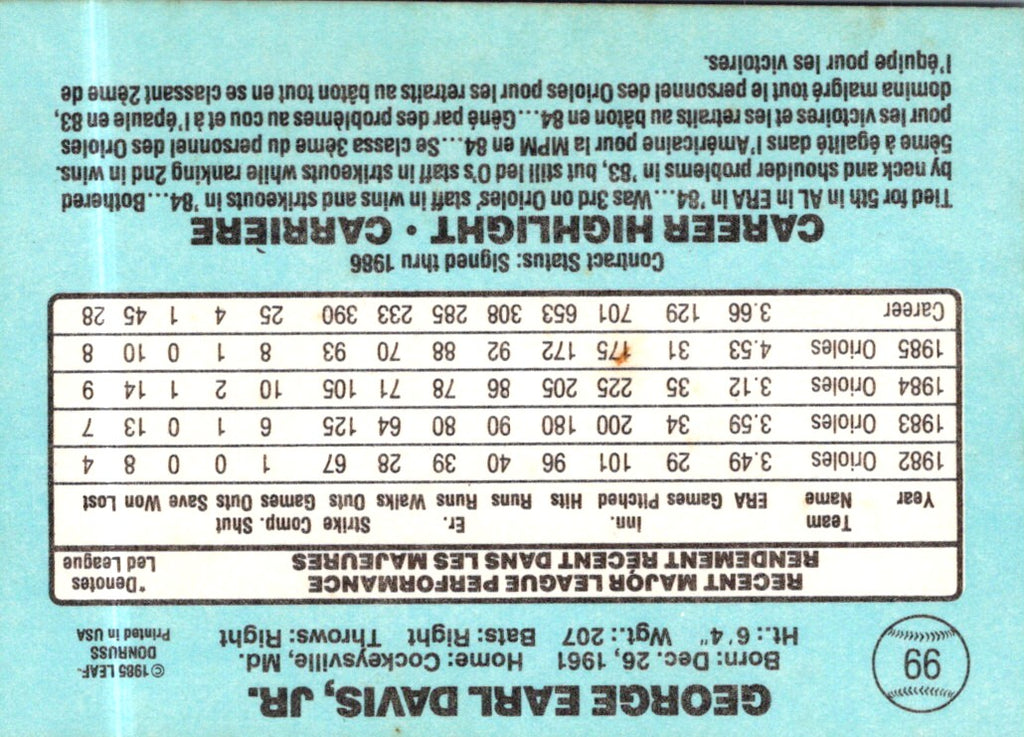 99
GEORGE EARL DAVIS, JR.
Born: Dec. 26, 1961 Home: Cockeysville, Md.
Ht.: 6'4" Wgt.: 207 Bats: Right Throws: Right
© 1985 LEAF-
DONRUSS
Printed in USA
RECENT MAJOR LEAGUE PERFORMANCE
RENDEMENT RÉCENT DANS LES MAJEURES
*Denotes
Led League
Year Team Name ERA Games Inn. Pitched Hits Runs Er. Runs Walks Strike Outs Comp. Games Shut Outs Save Won Lost
1982 Orioles 3.49 29 101 96 40 39 28 67 1 0 0 8 4
1983 Orioles 3.59 34 200 180 90 80 64 125 6 1 0 13 7
1984 Orioles 3.12 35 225 205 86 78 71 105 10 2 1 14 9
1985 Orioles 4.53 31 175 172 92 88 70 93 8 1 0 10 8
Career 3.66 129 701 653 308 285 233 390 25 4 1 45 28
Contract Status: Signed thru 1986
CAREER HIGHLIGHT • CARRIÈRE
Tied for 5th in AL in ERA in '84....Was 3rd on Orioles' staff in wins and strikeouts in '84...Bothered
by neck and shoulder problems in '83, but still led O's staff in strikeouts while ranking 2nd in wins.
5ème à égalité dans l'Américaine pour la MPM en 84....Se classa 3ème du personnel des Orioles
pour les victoires et les retraits au bâton en 84...Gêné par des problèmes au cou et à l'épaule en 83,
domina malgré tout le personnel des Orioles pour les retraits au bâton tout en se classant 2ème de
l'équipe pour les victoires.